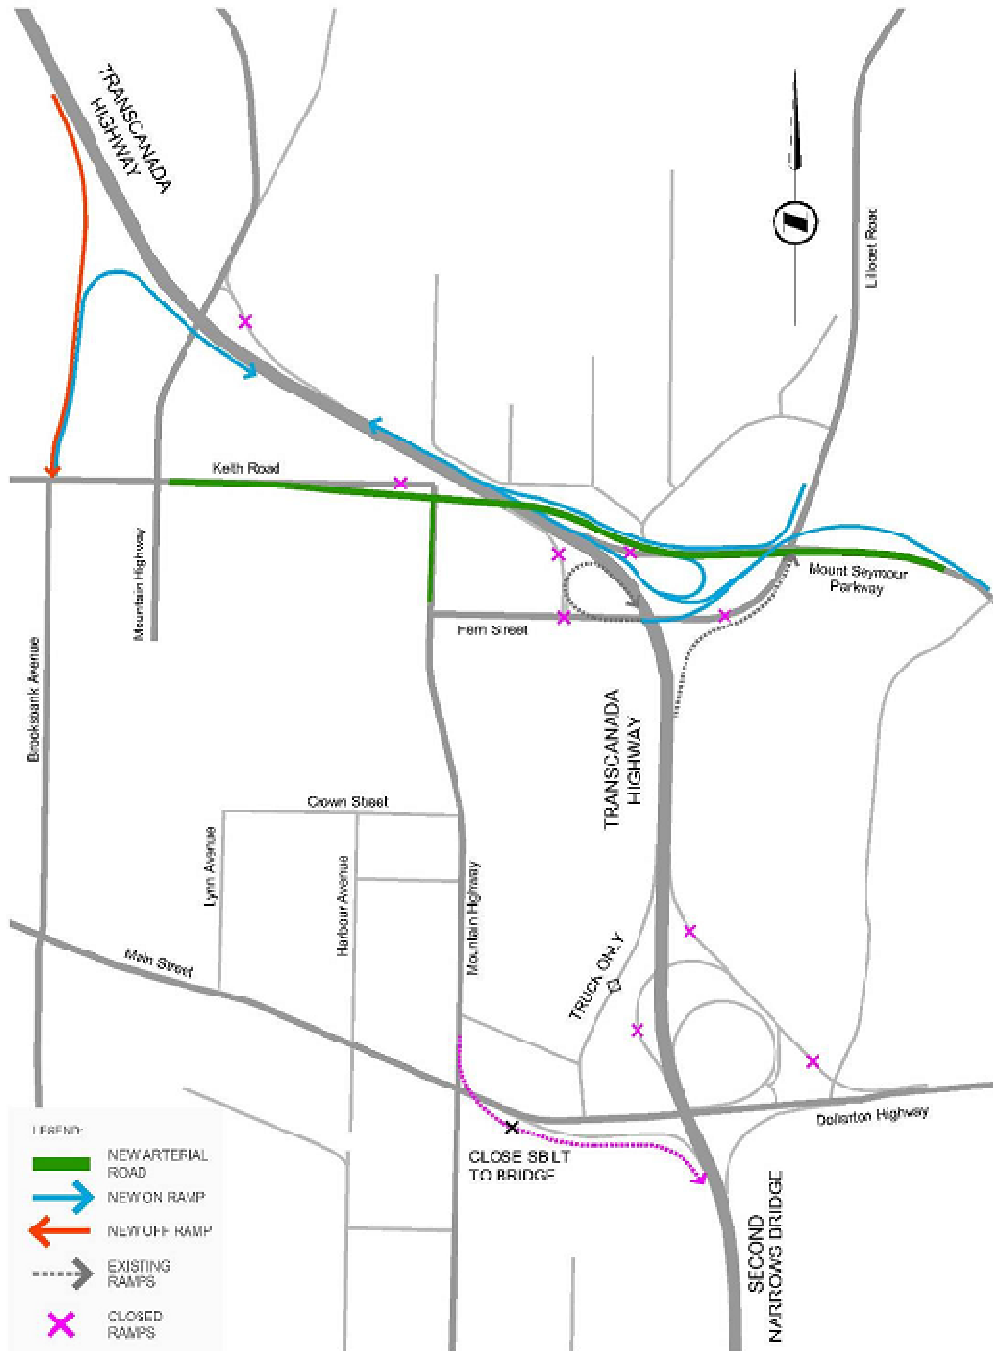 TRANSCANADA
HIGHWAY
Lillooet Road
Keith Road
Mountain Highway
Mount Seymour
Parkway
Fern Street
Brooksbank Avenue
TRANSCANADA
HIGHWAY
Crown Street
Lynn Avenue
Harbour Avenue
Mountain Highway
Main Street
TRUCK ONLY
Dollarton Highway
CLOSE SB LT
TO BRIDGE
SECOND
NARROWS BRIDGE
LEGEND:
NEW ARTERIAL
ROAD
NEW ON RAMP
NEW OFF RAMP
EXISTING
RAMPS
CLOSED
RAMPS